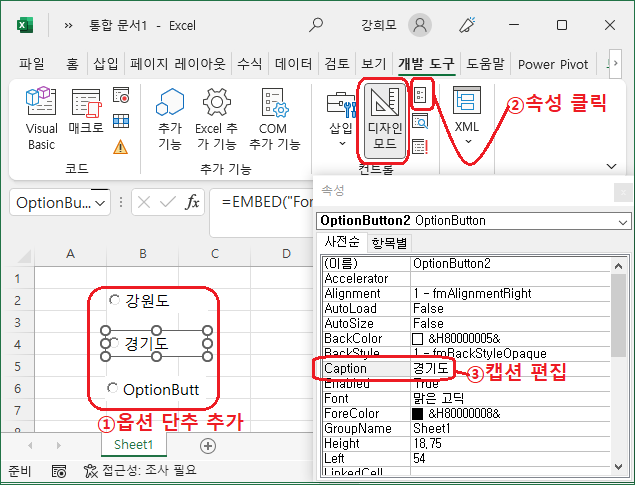 » 통합 문서1 - Excel 강희모
파일 홈 삽입 페이지 레이아웃 수식 데이터 검토 보기 개발 도구 도움말 Power Pivot
Visual Basic 매크로 추가 기능 Excel 추가 기능 COM 추가 기능 삽입 디자인 모드 XML
②속성 클릭
코드 추가 기능 컨트롤
OptionBu... fx =EMBED("For
속성
OptionButton2 OptionButton
사전순 항목별
(이름) OptionButton2
Accelerator
Alignment 1 - fmAlignmentRight
AutoLoad False
AutoSize False
BackColor &H80000005&
BackStyle 1 - fmBackStyleOpaque
Caption 경기도
③캡션 편집
Enabled True
Font 맑은 고딕
ForeColor &H80000008&
GroupName Sheet1
Height 18,75
Left 54
LinkedCell
A B C D
1
2 강원도
3
4 경기도
5
6 OptionButt
7
8
①옵션 단추 추가
Sheet1
준비 접근성: 조사 필요